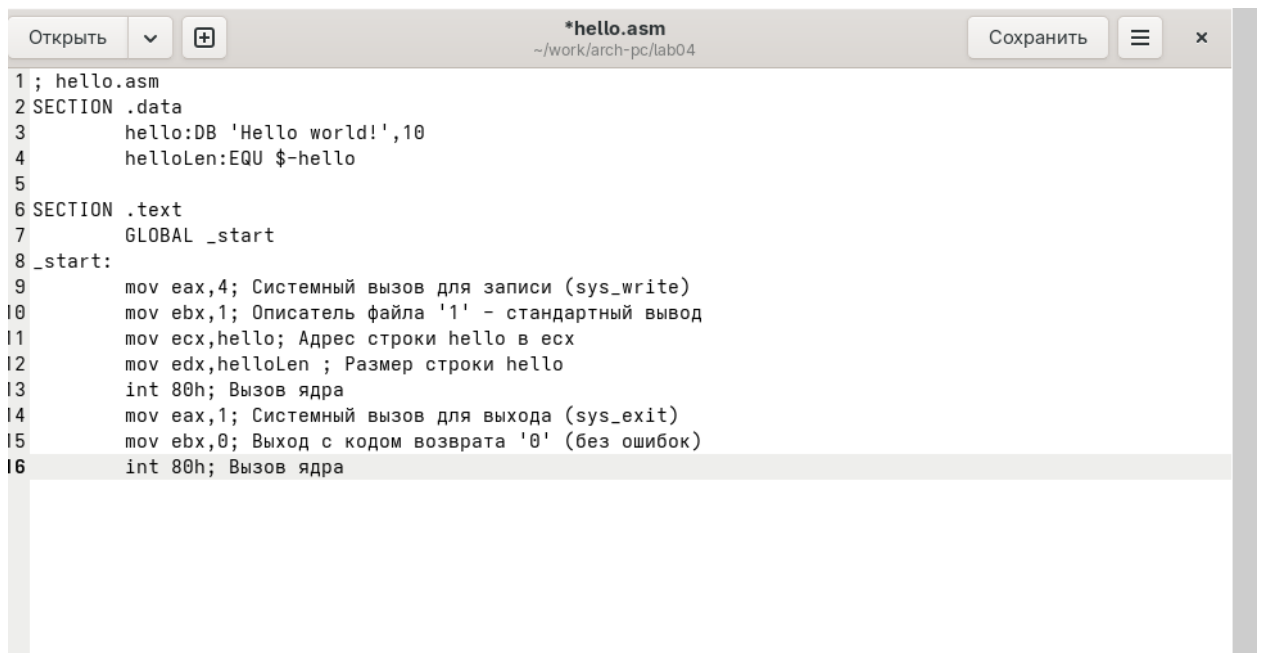 Открыть *hello.asm Сохранить
~/work/arch-pc/lab04
1 ; hello.asm
2 SECTION .data
3 hello:DB 'Hello world!',10
4 helloLen:EQU $-hello
5
6 SECTION .text
7 GLOBAL _start
8 _start:
9 mov eax,4; Системный вызов для записи (sys_write)
10 mov ebx,1; Описатель файла '1' - стандартный вывод
11 mov ecx,hello; Адрес строки hello в ecx
12 mov edx,helloLen ; Размер строки hello
13 int 80h; Вызов ядра
14 mov eax,1; Системный вызов для выхода (sys_exit)
15 mov ebx,0; Выход с кодом возврата '0' (без ошибок)
16 int 80h; Вызов ядра